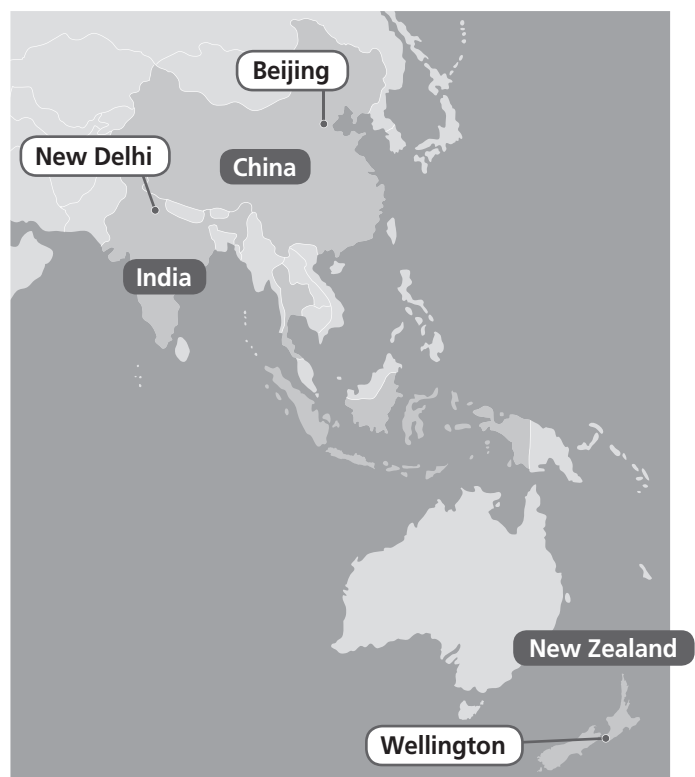 Beijing
New Delhi
China
India
New Zealand
Wellington